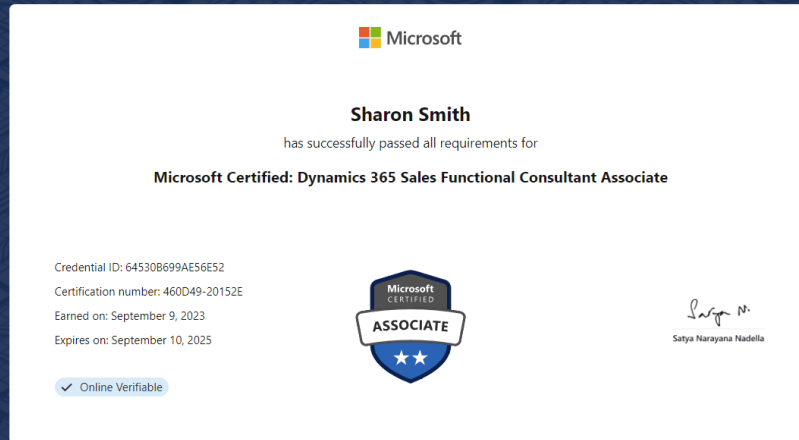 Microsoft
Sharon Smith
has successfully passed all requirements for
Microsoft Certified: Dynamics 365 Sales Functional Consultant Associate
Credential ID: 64530B699AE56E52
Certification number: 460D49-20152E
Earned on: September 9, 2023
Expires on: September 10, 2025
Online Verifiable
Microsoft
CERTIFIED
ASSOCIATE
Satya N.
Satya Narayana Nadella